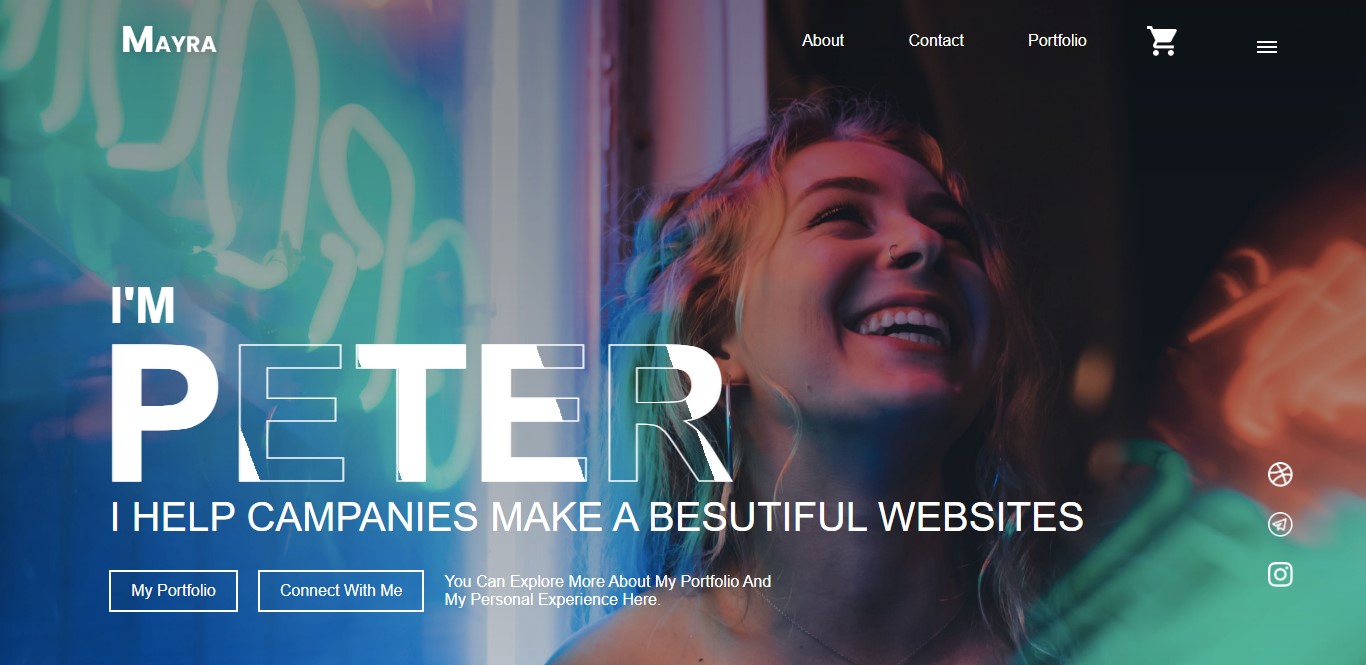 MAYRA
About Contact Portfolio
I'M
PETER
I HELP CAMPANIES MAKE A BESUTIFUL WEBSITES
My Portfolio Connect With Me You Can Explore More About My Portfolio And
My Personal Experience Here.